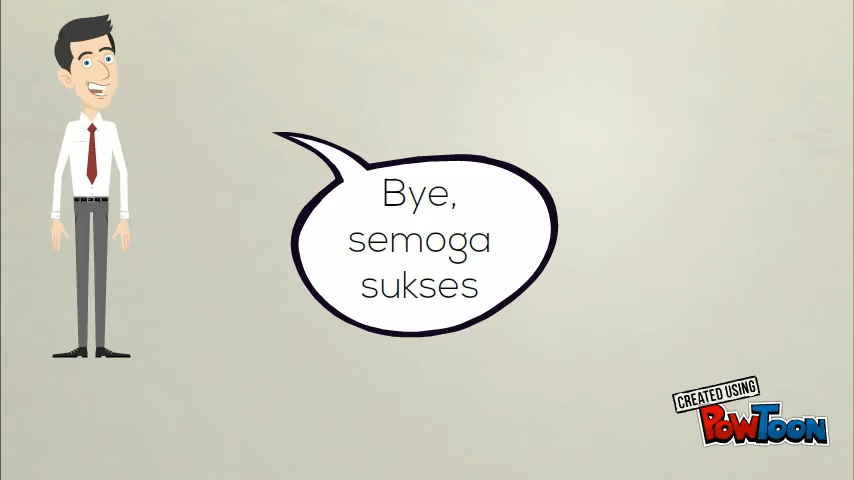 Bye,
semoga
sukses
CREATED USING
POWTOON